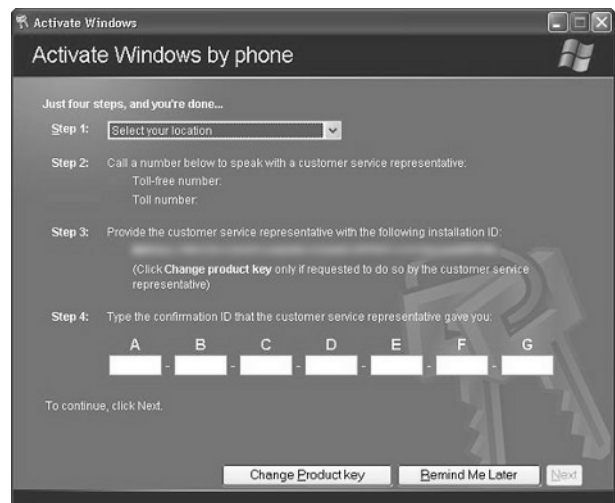 Activate Windows
Activate Windows by phone
Just four steps, and you're done...
Step 1: Select your location
Step 2: Call a number below to speak with a customer service representative:
Toll-free number:
Toll number:
Step 3: Provide the customer service representative with the following installation ID:
(Click Change product key only if requested to do so by the customer service
representative)
Step 4: Type the confirmation ID that the customer service representative gave you:
A B C D E F G
- - - - - -
To continue, click Next.
Change Product key Remind Me Later Next